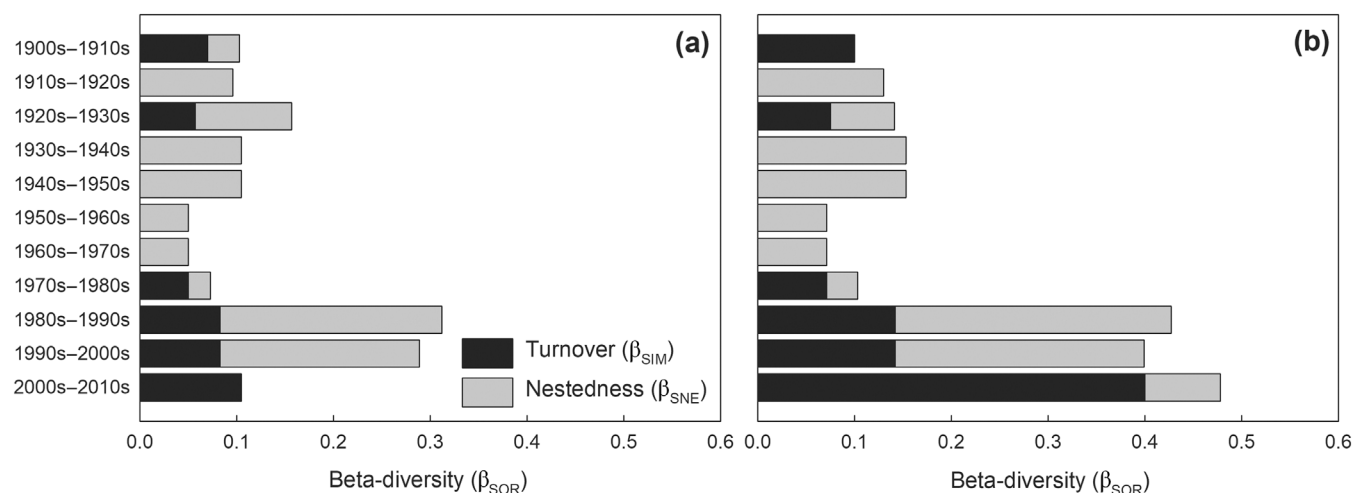 (a)
(b)
1900s–1910s
1910s–1920s
1920s–1930s
1930s–1940s
1940s–1950s
1950s–1960s
1960s–1970s
1970s–1980s
1980s–1990s
1990s–2000s
2000s–2010s
Turnover (βSIM)
Nestedness (βSNE)
0.0 0.1 0.2 0.3 0.4 0.5 0.6
0.0 0.1 0.2 0.3 0.4 0.5 0.6
Beta-diversity (βSOR)
Beta-diversity (βSOR)